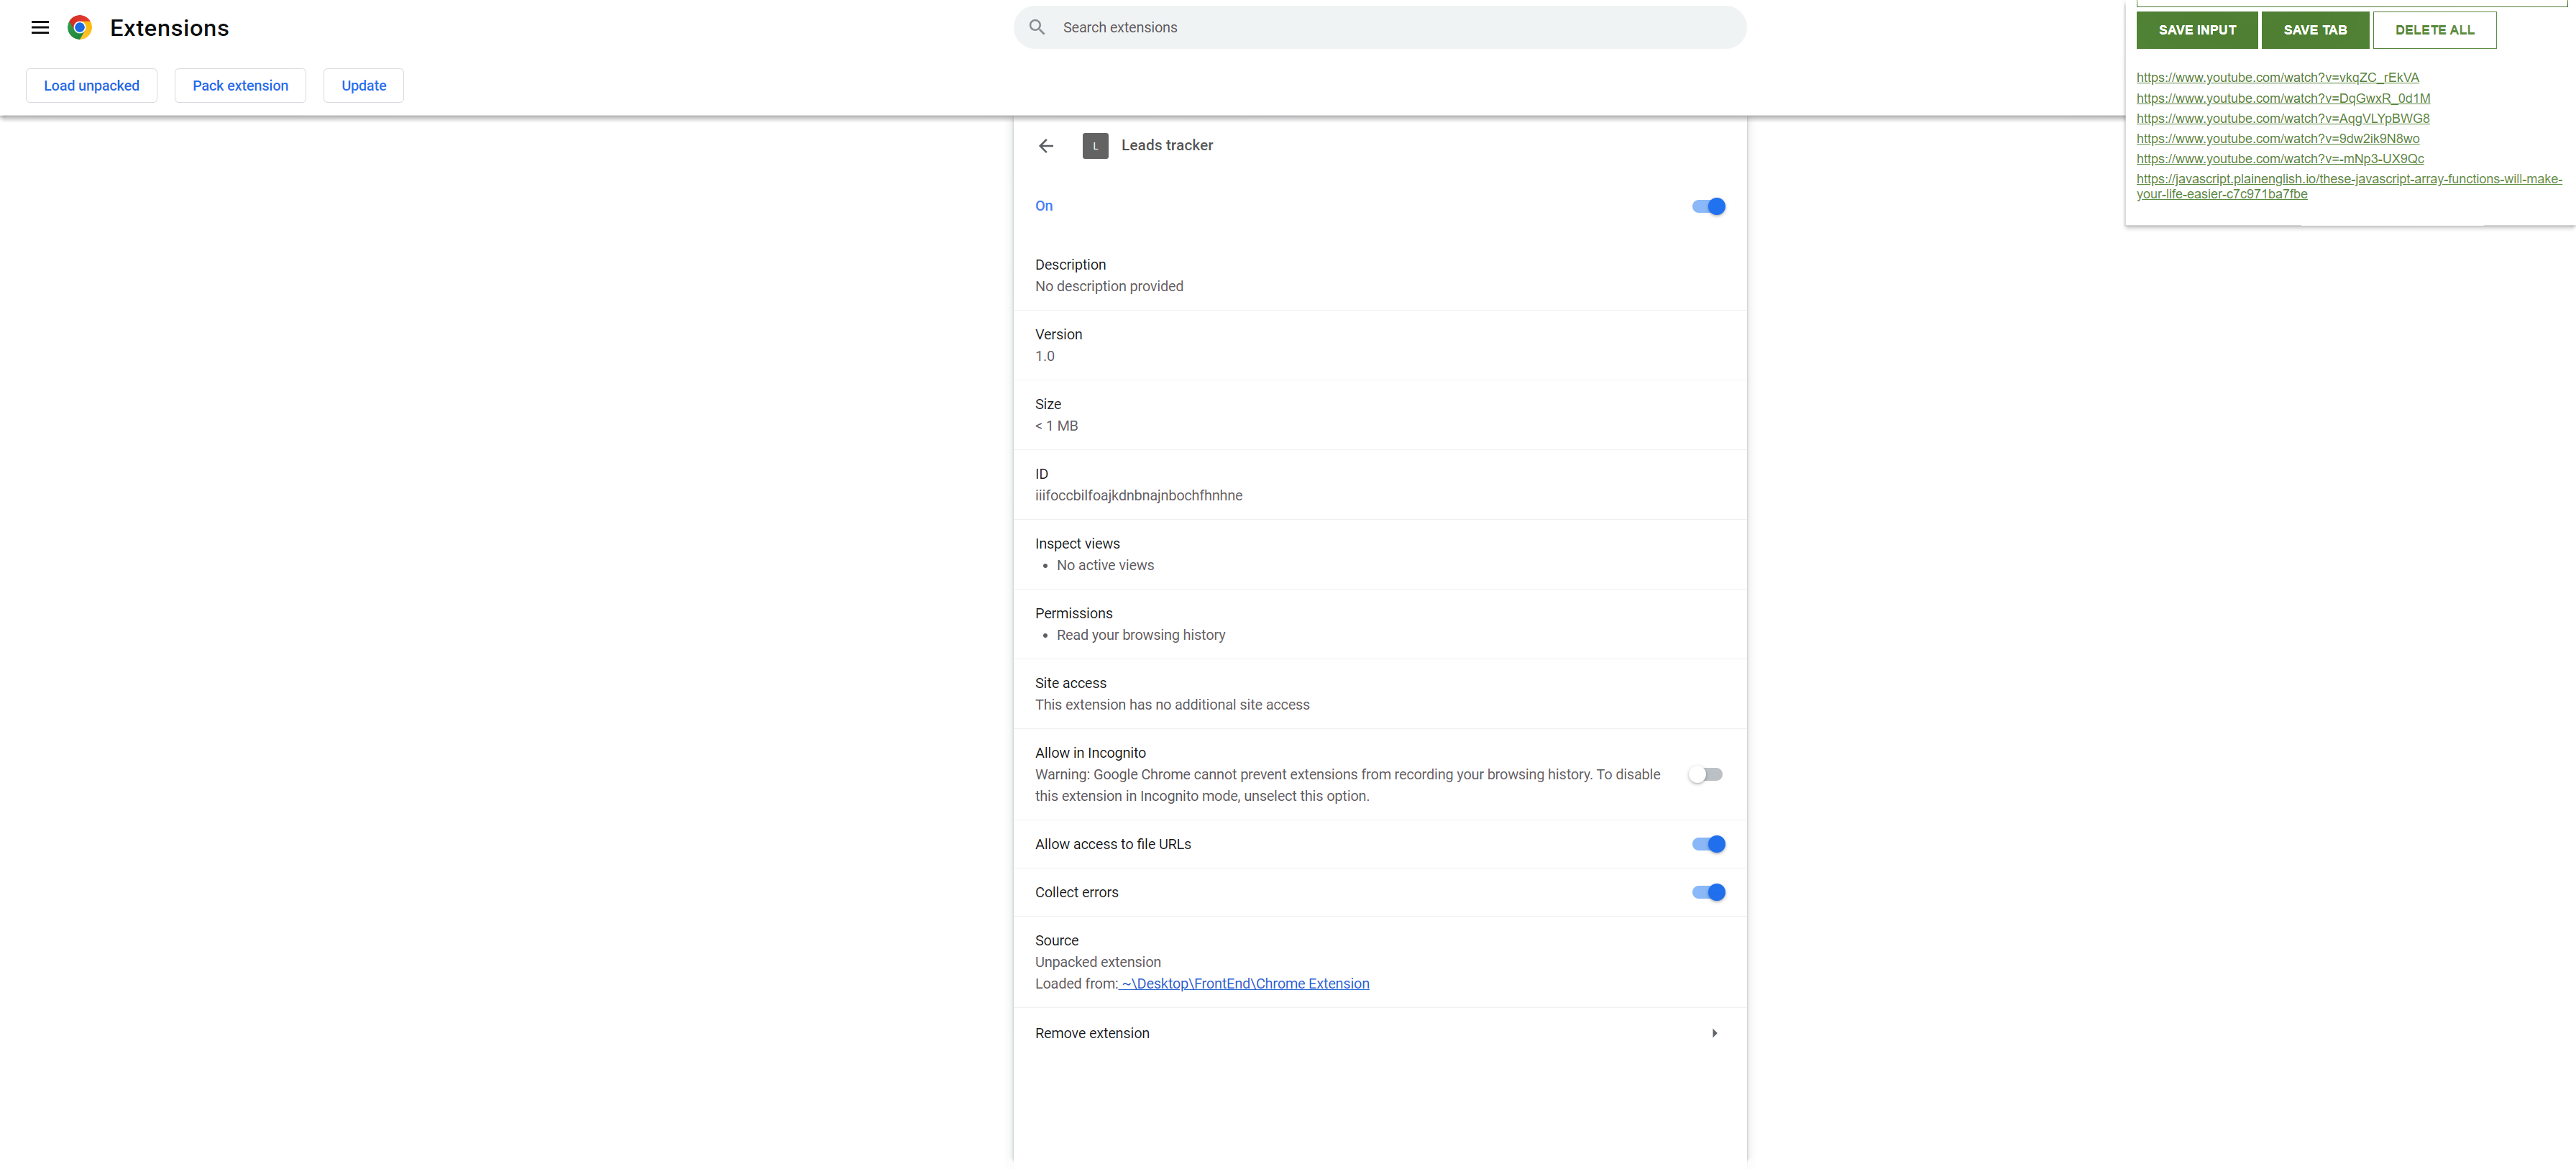 Extensions
Search extensions
Load unpacked
Pack extension
Update
SAVE INPUT
SAVE TAB
DELETE ALL
https://www.youtube.com/watch?v=vkqZC_rEkVA
https://www.youtube.com/watch?v=DqGwxR_0d1M
https://www.youtube.com/watch?v=AqgVLYpBWG8
https://www.youtube.com/watch?v=9dw2ik9N8wo
https://www.youtube.com/watch?v=-mNp3-UX9Qc
https://javascript.plainenglish.io/these-javascript-array-functions-will-make-
your-life-easier-c7c971ba7fbe
L
Leads tracker
On
Description
No description provided
Version
1.0
Size
< 1 MB
ID
iiifoccbilfoajkdnbnajnbochfhnhne
Inspect views
• No active views
Permissions
• Read your browsing history
Site access
This extension has no additional site access
Allow in Incognito
Warning: Google Chrome cannot prevent extensions from recording your browsing history. To disable
this extension in Incognito mode, unselect this option.
Allow access to file URLs
Collect errors
Source
Unpacked extension
Loaded from: ~\Desktop\FrontEnd\Chrome Extension
Remove extension